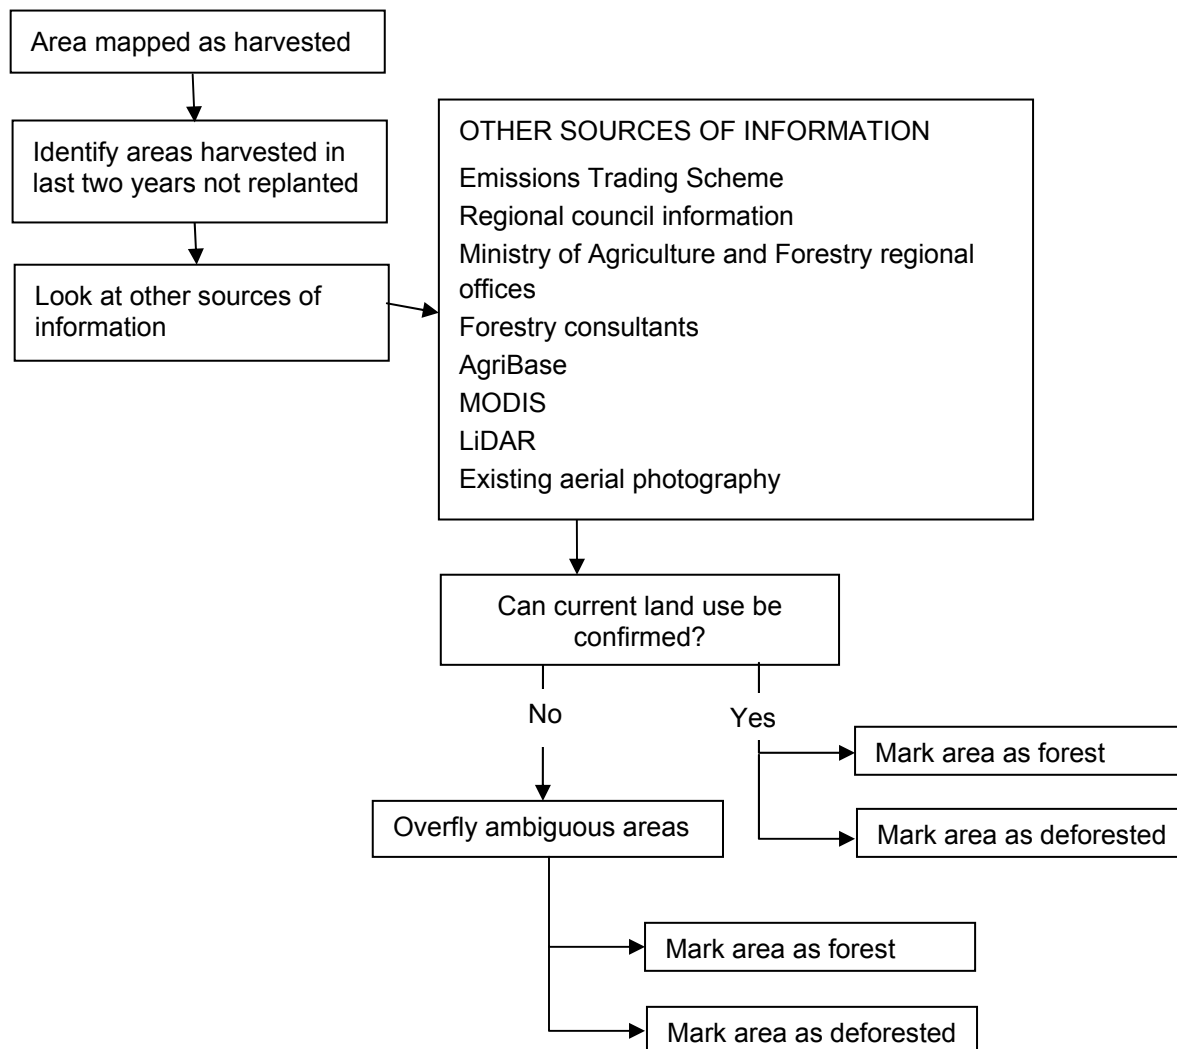 Area mapped as harvested
Identify areas harvested in
last two years not replanted
Look at other sources of
information
OTHER SOURCES OF INFORMATION
Emissions Trading Scheme
Regional council information
Ministry of Agriculture and Forestry regional
offices
Forestry consultants
AgriBase
MODIS
LiDAR
Existing aerial photography
Can current land use be
confirmed?
No
Yes
Mark area as forest
Mark area as deforested
Overfly ambiguous areas
Mark area as forest
Mark area as deforested